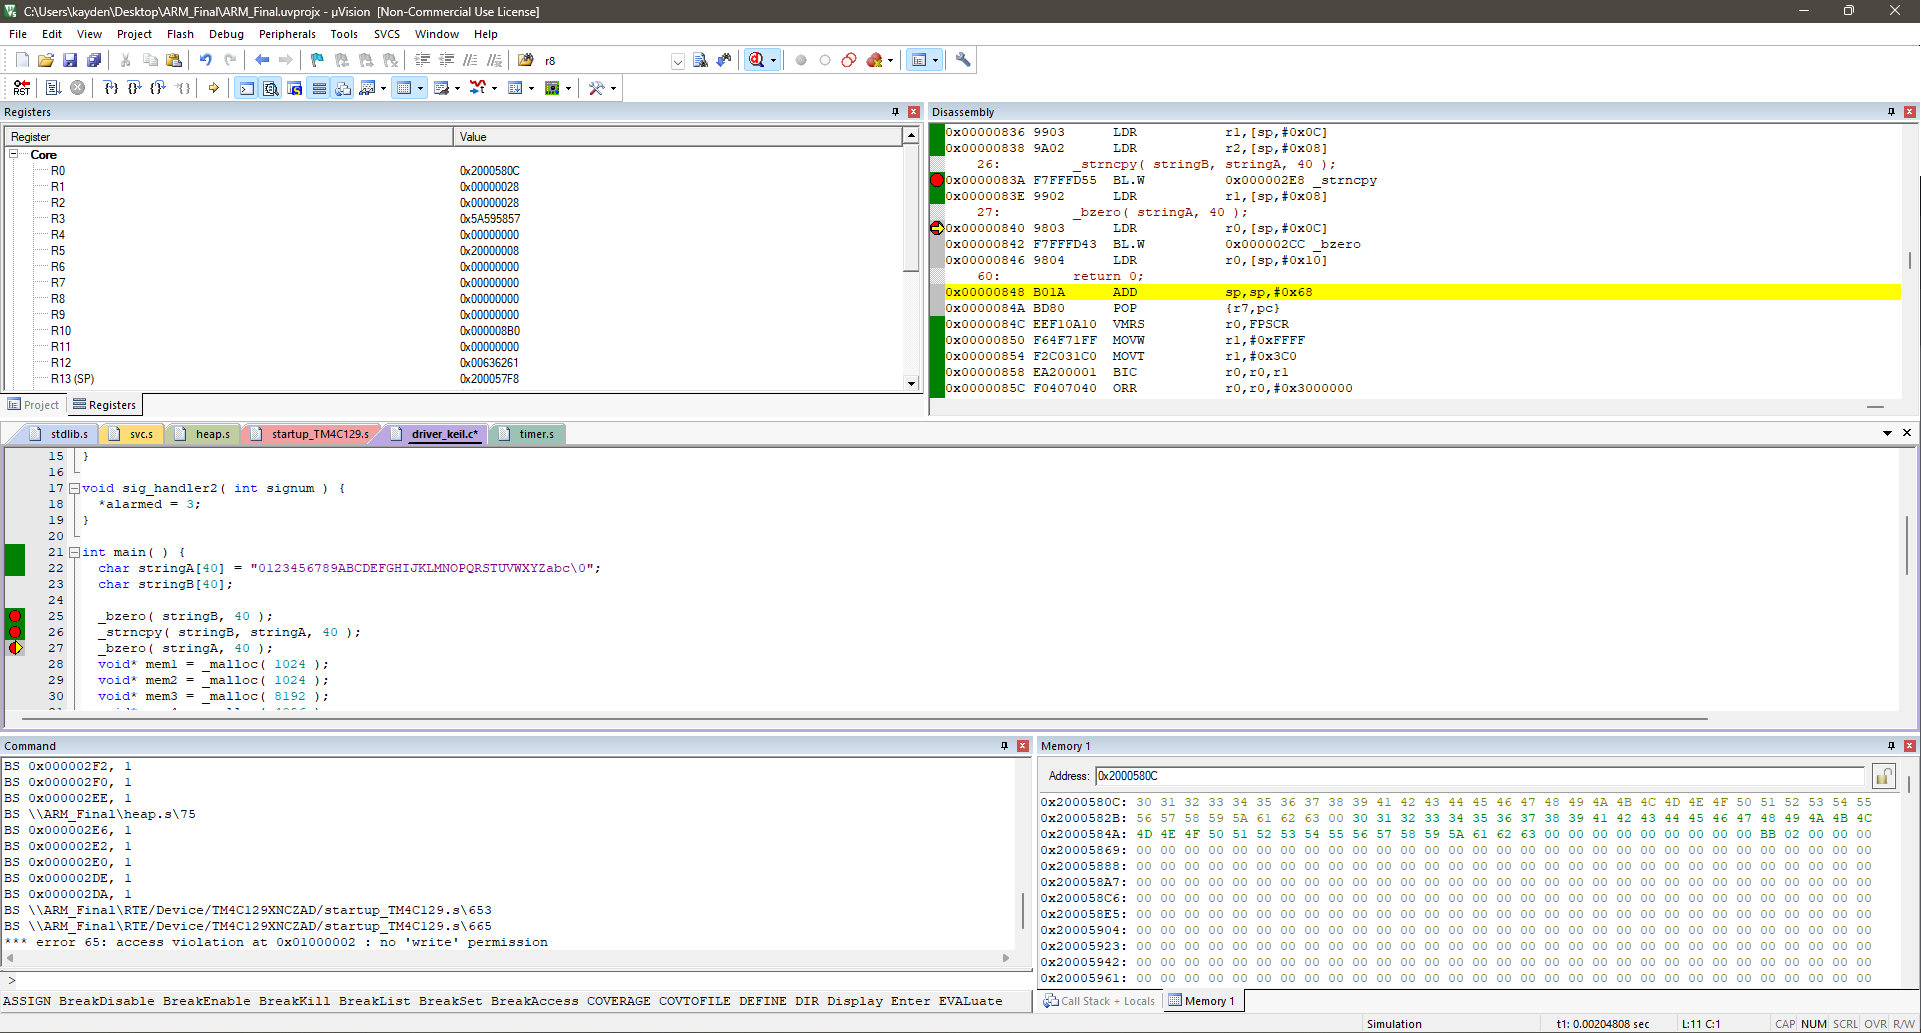 C:\Users\kayden\Desktop\ARM_Final\ARM_Final.uvprojx - µVision [Non-Commercial Use License]
File Edit View Project Flash Debug Peripherals Tools SVCS Window Help
r8
RST
Registers
Register Value
Core
R0 0x2000580C
R1 0x00000028
R2 0x00000028
R3 0x5A595857
R4 0x00000000
R5 0x20000008
R6 0x00000000
R7 0x00000000
R8 0x00000000
R9 0x00000000
R10 0x000008B0
R11 0x00000000
R12 0x00636261
R13 (SP) 0x200057F8
Project Registers
Disassembly
0x00000836 9903 LDR r1,[sp,#0x0C]
0x00000838 9A02 LDR r2,[sp,#0x08]
26: _strncpy( stringB, stringA, 40 );
0x0000083A F7FFFD55 BL.W 0x000002E8 _strncpy
0x0000083E 9902 LDR r1,[sp,#0x08]
27: _bzero( stringA, 40 );
0x00000840 9803 LDR r0,[sp,#0x0C]
0x00000842 F7FFFD43 BL.W 0x000002CC _bzero
0x00000846 9804 LDR r0,[sp,#0x10]
60: return 0;
0x00000848 B01A ADD sp,sp,#0x68
0x0000084A BD80 POP {r7,pc}
0x0000084C EEF10A10 VMRS r0,FPSCR
0x00000850 F64F71FF MOVW r1,#0xFFFF
0x00000854 F2C031C0 MOVT r1,#0x3C0
0x00000858 EA200001 BIC r0,r0,r1
0x0000085C F0407040 ORR r0,r0,#0x3000000
stdlib.s svc.s heap.s startup_TM4C129.s driver_keil.c* timer.s
15 }
16
17 void sig_handler2( int signum ) {
18 *alarmed = 3;
19 }
20
21 int main( ) {
22 char stringA[40] = "0123456789ABCDEFGHIJKLMNOPQRSTUVWXYZabc\0";
23 char stringB[40];
24
25 _bzero( stringB, 40 );
26 _strncpy( stringB, stringA, 40 );
27 _bzero( stringA, 40 );
28 void* mem1 = _malloc( 1024 );
29 void* mem2 = _malloc( 1024 );
30 void* mem3 = _malloc( 8192 );
Command
BS 0x000002F2, 1
BS 0x000002F0, 1
BS 0x000002EE, 1
BS \\ARM_Final\heap.s\75
BS 0x000002E6, 1
BS 0x000002E2, 1
BS 0x000002E0, 1
BS 0x000002DE, 1
BS 0x000002DA, 1
BS \\ARM_Final\RTE/Device/TM4C129XNCZAD/startup_TM4C129.s\653
BS \\ARM_Final\RTE/Device/TM4C129XNCZAD/startup_TM4C129.s\665
*** error 65: access violation at 0x01000002 : no 'write' permission
>
ASSIGN BreakDisable BreakEnable BreakKill BreakList BreakSet BreakAccess COVERAGE COVTOFILE DEFINE DIR Display Enter EVALuate
Memory 1
Address: 0x2000580C
0x2000580C: 30 31 32 33 34 35 36 37 38 39 41 42 43 44 45 46 47 48 49 4A 4B 4C 4D 4E 4F 50 51 52 53 54 55
0x2000582B: 56 57 58 59 5A 61 62 63 00 30 31 32 33 34 35 36 37 38 39 41 42 43 44 45 46 47 48 49 4A 4B 4C
0x2000584A: 4D 4E 4F 50 51 52 53 54 55 56 57 58 59 5A 61 62 63 00 00 00 00 00 00 00 00 00 BB 02 00 00 00
0x20005869: 00 00 00 00 00 00 00 00 00 00 00 00 00 00 00 00 00 00 00 00 00 00 00 00 00 00 00 00 00 00 00
0x20005888: 00 00 00 00 00 00 00 00 00 00 00 00 00 00 00 00 00 00 00 00 00 00 00 00 00 00 00 00 00 00 00
0x200058A7: 00 00 00 00 00 00 00 00 00 00 00 00 00 00 00 00 00 00 00 00 00 00 00 00 00 00 00 00 00 00 00
0x200058C6: 00 00 00 00 00 00 00 00 00 00 00 00 00 00 00 00 00 00 00 00 00 00 00 00 00 00 00 00 00 00 00
0x200058E5: 00 00 00 00 00 00 00 00 00 00 00 00 00 00 00 00 00 00 00 00 00 00 00 00 00 00 00 00 00 00 00
0x20005904: 00 00 00 00 00 00 00 00 00 00 00 00 00 00 00 00 00 00 00 00 00 00 00 00 00 00 00 00 00 00 00
0x20005923: 00 00 00 00 00 00 00 00 00 00 00 00 00 00 00 00 00 00 00 00 00 00 00 00 00 00 00 00 00 00 00
0x20005942: 00 00 00 00 00 00 00 00 00 00 00 00 00 00 00 00 00 00 00 00 00 00 00 00 00 00 00 00 00 00 00
0x20005961: 00 00 00 00 00 00 00 00 00 00 00 00 00 00 00 00 00 00 00 00 00 00 00 00 00 00 00 00 00 00 00
Call Stack + Locals Memory 1
Simulation t1: 0.00204808 sec L:11 C:1 CAP NUM SCRL OVR R/W